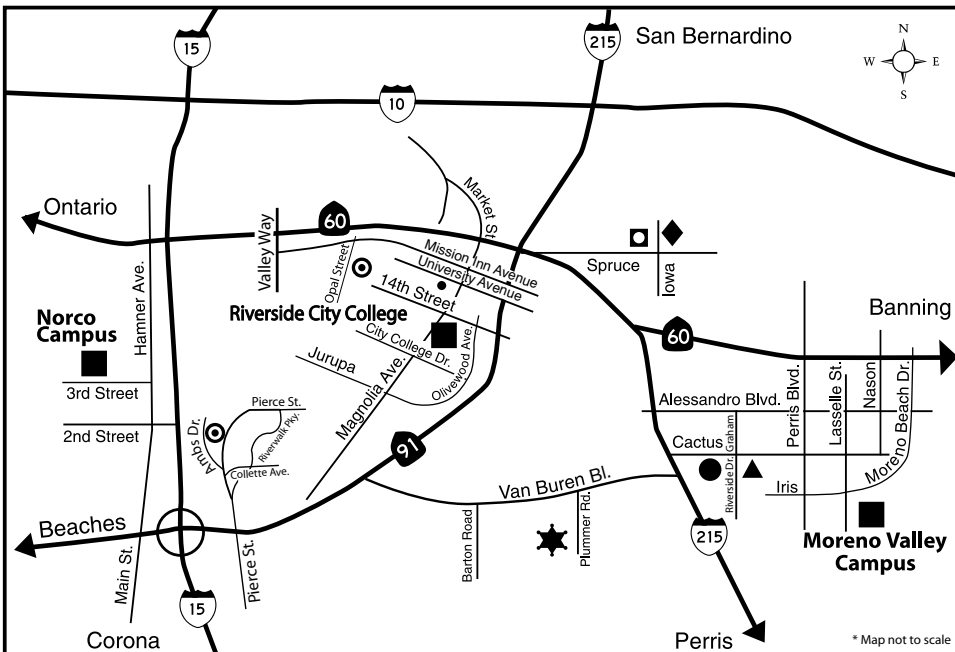 15
215
San Bernardino
N
W
E
S
10
Ontario
60
Market St.
Valley Way
Opal Street
Mission Inn Avenue
University Avenue
14th Street
Spruce
Iowa
Hamner Ave.
Norco
Campus
Riverside City College
City College Dr.
Olivewood Ave.
Jurupa
Magnolia Ave.
60
Banning
3rd Street
2nd Street
Pierce St.
Riverwalk Pky.
Arnbs Dr.
Collette Ave.
91
Alessandro Blvd.
Perris Blvd.
Lasselle St.
Nason
Moreno Beach Dr.
Cactus
Graham
Riverside Dr.
Iris
Van Buren Bl.
Barton Road
Plummer Rd.
Beaches
Main St.
Pierce St.
15
215
Moreno Valley
Campus
Corona
Perris
* Map not to scale